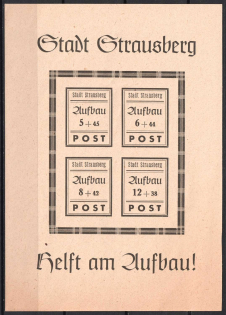 Stadt Strausberg
Stadt Strausberg
Aufbau
5 + 45
POST
Stadt Strausberg
Aufbau
6 + 44
POST
Stadt Strausberg
Aufbau
8 + 42
POST
Stadt Strausberg
Aufbau
12 + 38
POST
Helft am Aufbau!